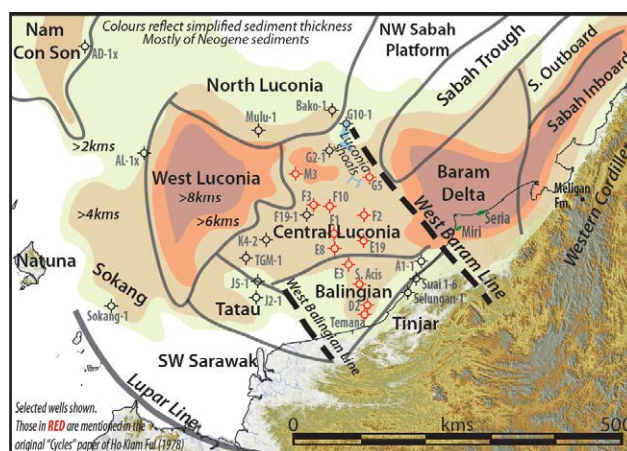 Nam
Con Son
AD-1x
Colours reflect simplified sediment thickness
Mostly of Neogene sediments
NW Sabah
Platform
Sabah Trough
S. Outboard
Sabah Inboard
North Luconia
Bako-1
G10-1
Mulu-1
Luconia
shoals
>2kms
AL-1x
G2-1
M3
G5
West Luconia
>8kms
>6kms
>4kms
Baram
Delta
Meligan
Fm.
Western Cordiler
Seria
Miri
F3
F10
F19-1
F1
F2
Central Luconia
K4-2
E8
E19
TGM-1
West Baram Line
Natuna
Sokang
Sokang-1
J5-1
J2-1
Tatau
E3
S. Acis
A1-1
Balingian
Suai 1-6
Selungan-1
D2
Temana
Tinjar
West Balingian Line
SW Sarawak
Lupar Line
Selected wells shown.
Those in RED are mentioned in the
original "Cycles" paper of Ho Kiam Fui (1978)
0
kms
500